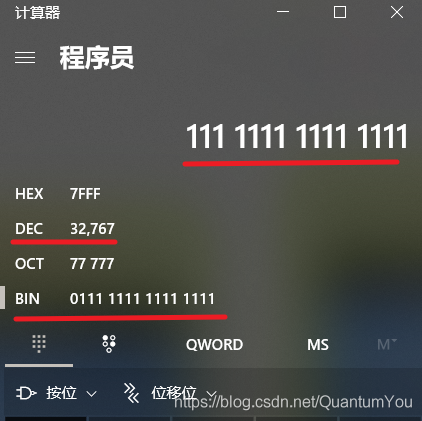 计算器
程序员
111 1111 1111 1111
HEX 7FFF
DEC 32,767
OCT 77 777
BIN 0111 1111 1111 1111
QWORD MS M
按位 位移位
https://blog.csdn.net/QuantumYou